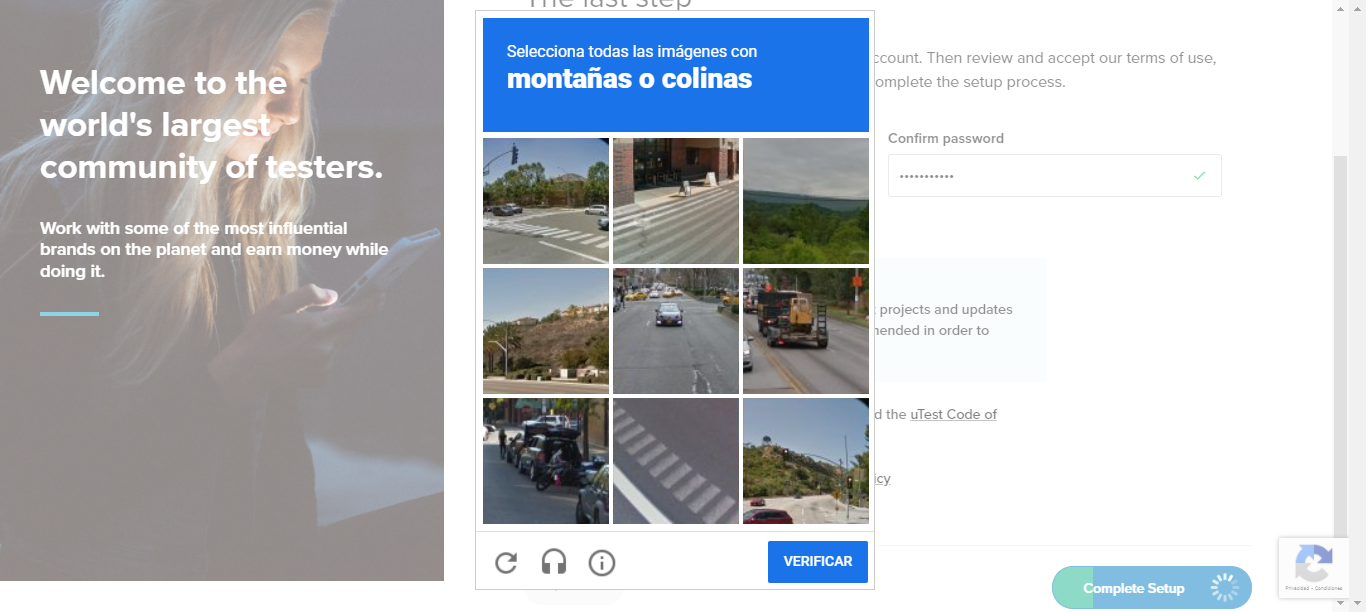 The last step
Welcome to the
world's largest
community of testers.
Work with some of the most influential
brands on the planet and earn money while
doing it.
Selecciona todas las imágenes con
montañas o colinas
VERIFICAR
ccount. Then review and accept our terms of use,
omplete the setup process.
Confirm password
projects and updates
mended in order to
d the uTest Code of
icy
Complete Setup
Privacidad - Condiciones